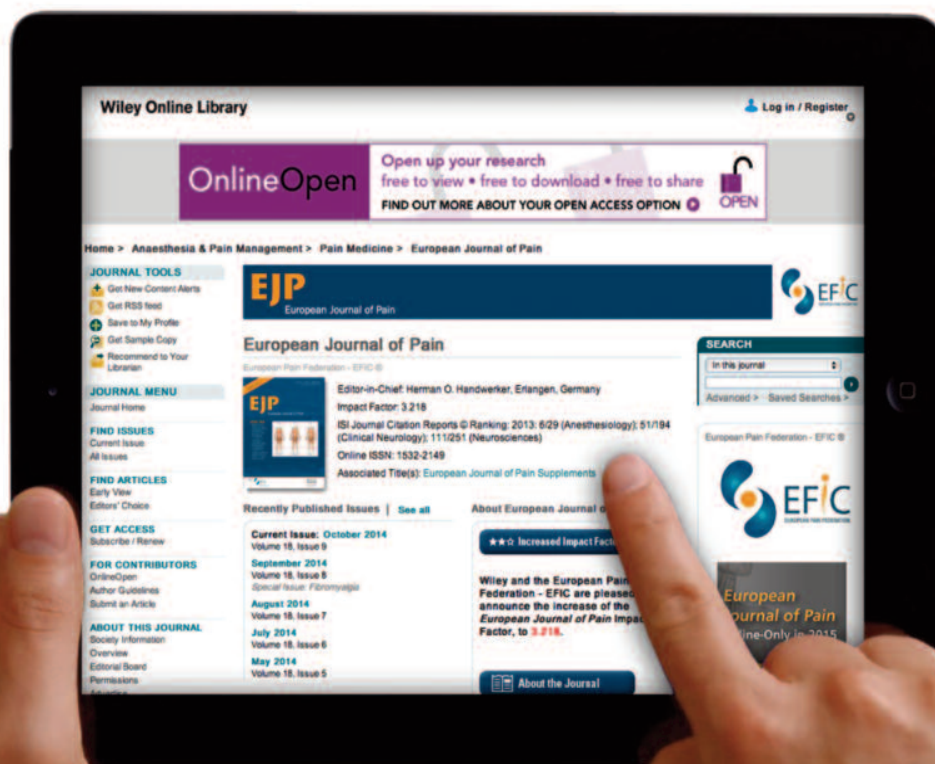 Wiley Online Library
Log in / Register
OnlineOpen
Open up your research
free to view • free to download • free to share
FIND OUT MORE ABOUT YOUR OPEN ACCESS OPTION
OPEN
Home > Anaesthesia & Pain Management > Pain Medicine > European Journal of Pain
JOURNAL TOOLS
Get New Content Alerts
Get RSS feed
Save to My Profile
Get Sample Copy
Recommend to Your
Librarian
JOURNAL MENU
Journal Home
FIND ISSUES
Current Issue
All Issues
FIND ARTICLES
Early View
Editors' Choice
GET ACCESS
Subscribe / Renew
FOR CONTRIBUTORS
OnlineOpen
Author Guidelines
Submit an Article
ABOUT THIS JOURNAL
Society Information
Overview
Editorial Board
Permissions
EJP
European Journal of Pain
EFIC
European Journal of Pain
European Pain Federation - EFIC ®
EJP
Editor-in-Chief: Herman O. Handwerker, Erlangen, Germany
Impact Factor: 3.218
ISI Journal Citation Reports © Ranking: 2013: 6/29 (Anesthesiology); 51/194
(Clinical Neurology); 111/251 (Neurosciences)
Online ISSN: 1532-2149
Associated Title(s): European Journal of Pain Supplements
Recently Published Issues | See all
Current Issue: October 2014
Volume 18, Issue 9
September 2014
Volume 18, Issue 8
Special Issue: Fibromyalgia
August 2014
Volume 18, Issue 7
July 2014
Volume 18, Issue 6
May 2014
Volume 18, Issue 5
About European Journal o
Increased Impact Fact
Wiley and the European Pain
Federation - EFIC are pleased
announce the increase of the
European Journal of Pain Impac
Factor, to 3.218.
About the Journal
SEARCH
In this journal
Advanced > Saved Searches >
European Pain Federation - EFIC ®
EFIC
EUROPEAN PAIN FEDERATION
European
ournal of Pain
ine-Only in 2015